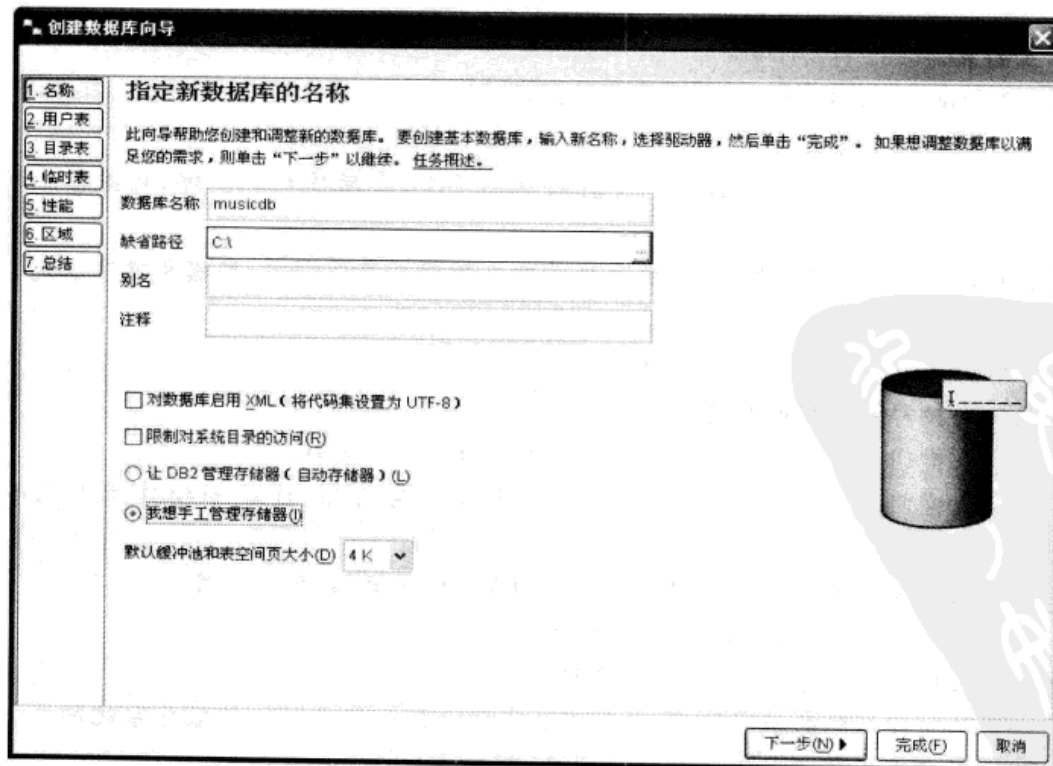 创建数据库向导
1. 名称
2. 用户表
3. 目录表
4. 临时表
5. 性能
6. 区域
7. 总结
指定新数据库的名称
此向导帮助您创建和调整新的数据库。 要创建基本数据库，输入新名称，选择驱动器，然后单击“完成”。 如果想调整数据库以满
足您的需求，则单击“下一步”以继续。 任务概述。
数据库名称 musicdb
缺省路径 C:\
别名
注释
对数据库启用 XML（将代码集设置为 UTF-8）
限制对系统目录的访问(R)
让 DB2 管理存储器（自动存储器）(L)
我想手工管理存储器(I)
默认缓冲池和表空间页大小(D) 4 K
下一步(N) 完成(F) 取消